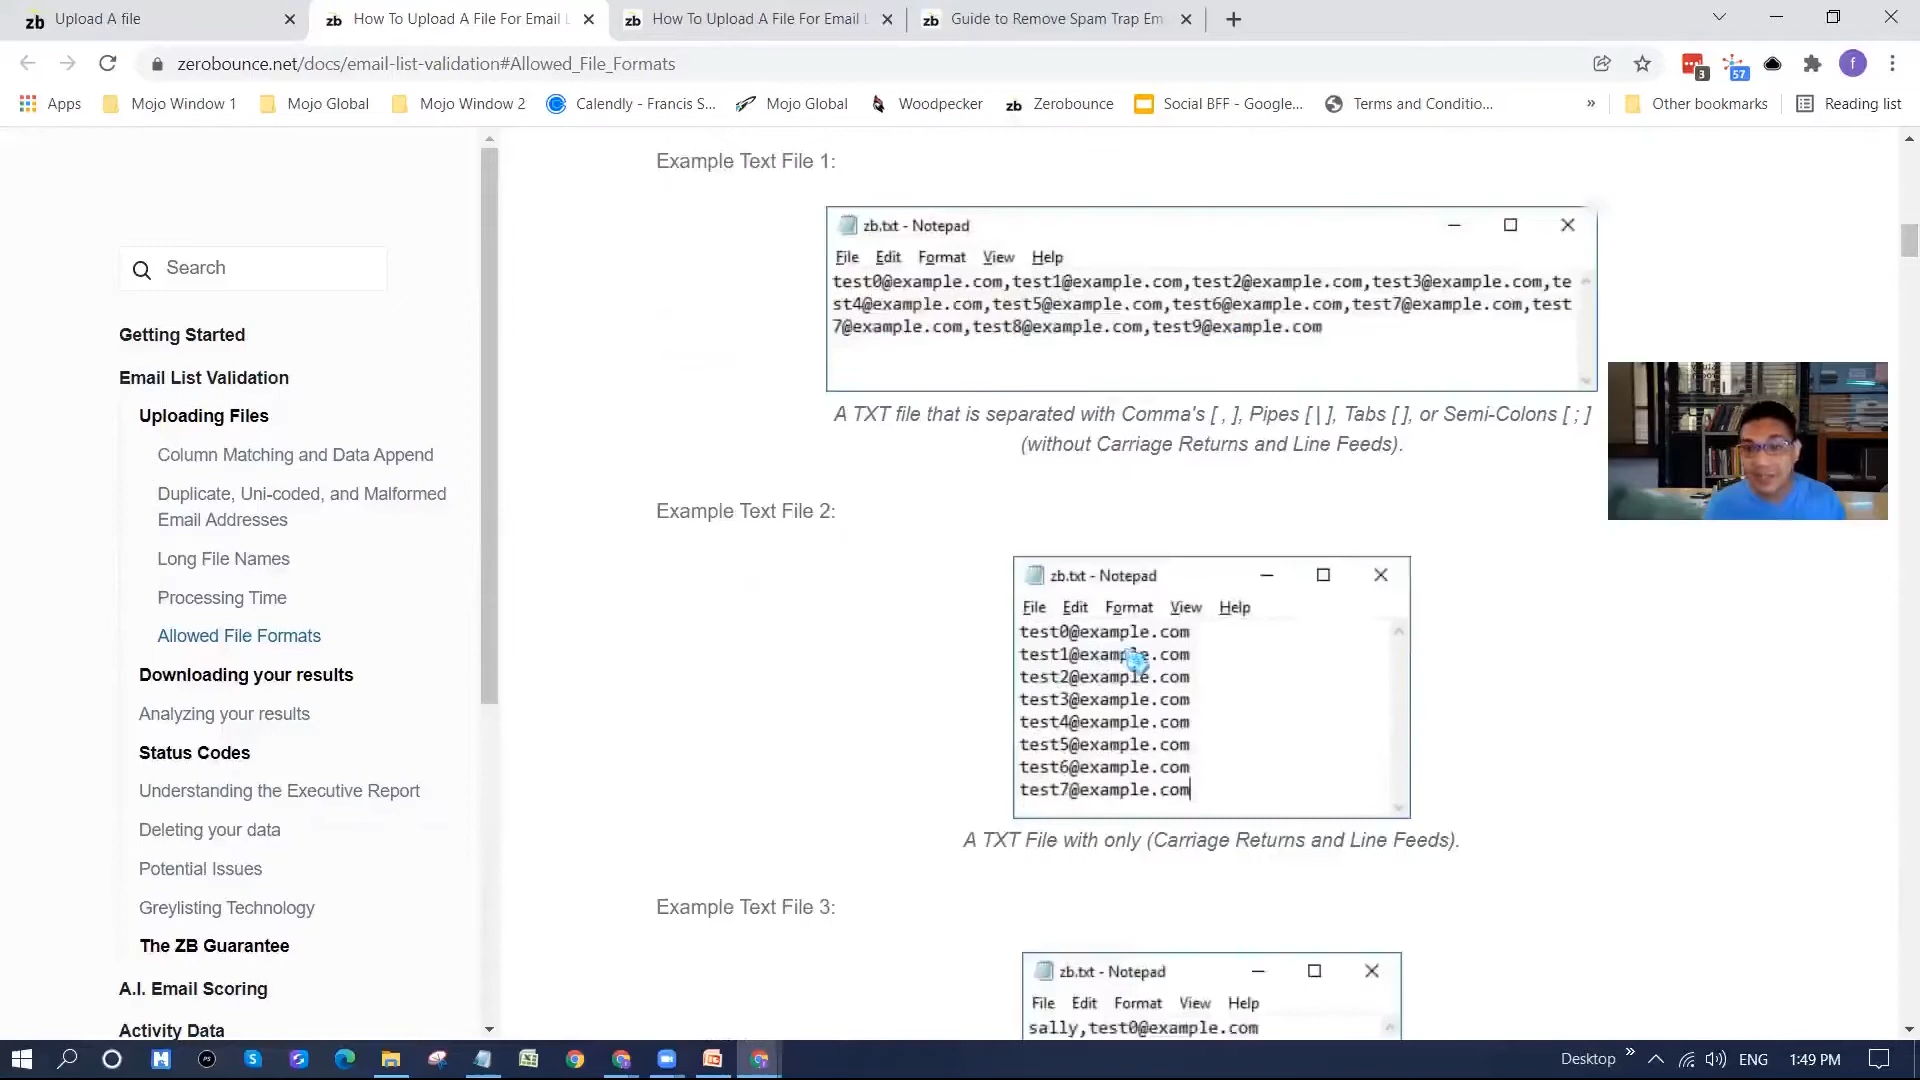 zb Upload A file
zb How To Upload A File For Email L
zb How To Upload A File For Email L
zb Guide to Remove Spam Trap Em
zerobounce.net/docs/email-list-validation#Allowed_File_Formats
3
57
f
Apps
Mojo Window 1
Mojo Global
Mojo Window 2
Calendly - Francis S...
Mojo Global
Woodpecker
zb Zerobounce
Social BFF - Google...
Terms and Conditio...
»
Other bookmarks
Reading list
Search
Getting Started
Email List Validation
Uploading Files
Column Matching and Data Append
Duplicate, Uni-coded, and Malformed
Email Addresses
Long File Names
Processing Time
Allowed File Formats
Downloading your results
Analyzing your results
Status Codes
Understanding the Executive Report
Deleting your data
Potential Issues
Greylisting Technology
The ZB Guarantee
A.I. Email Scoring
Activity Data
Example Text File 1:
zb.txt - Notepad
File Edit Format View Help
test0@example.com,test1@example.com,test2@example.com,test3@example.com,te
st4@example.com,test5@example.com,test6@example.com,test7@example.com,test
7@example.com,test8@example.com,test9@example.com
A TXT file that is separated with Comma's [ , ], Pipes [ | ], Tabs [ ], or Semi-Colons [ ; ]
(without Carriage Returns and Line Feeds).
Example Text File 2:
zb.txt - Notepad
File Edit Format View Help
test0@example.com
test1@example.com
test2@example.com
test3@example.com
test4@example.com
test5@example.com
test6@example.com
test7@example.com
A TXT File with only (Carriage Returns and Line Feeds).
Example Text File 3:
zb.txt - Notepad
File Edit Format View Help
sally,test0@example.com
Desktop » ENG 1:49 PM